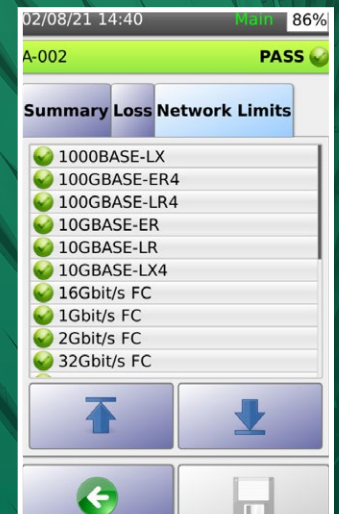 02/08/21 14:40 Main 86%
A-002 PASS
Summary Loss Network Limits
1000BASE-LX
100GBASE-ER4
100GBASE-LR4
10GBASE-ER
10GBASE-LR
10GBASE-LX4
16Gbit/s FC
1Gbit/s FC
2Gbit/s FC
32Gbit/s FC